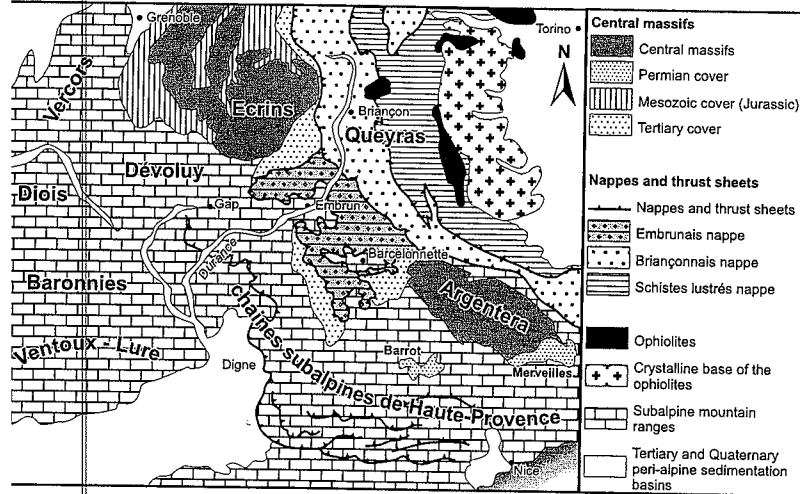 Grenoble
Torino
N
Vercors
Ecrins
Briançon
Queyras
Dévoluy
Diois
Gap
Embrun
Durance
Barcelonnette
Baronnies
Argentera
Ventoux - Lure
Digne
Barrot
Merveilles
chaînes subalpines de Haute-Provence
Nice
Central massifs
Central massifs
Permian cover
Mesozoic cover (Jurassic)
Tertiary cover
Nappes and thrust sheets
Nappes and thrust sheets
Embrunais nappe
Briançonnais nappe
Schistes lustrés nappe
Ophiolites
Crystalline base of the
ophiolites
Subalpine mountain
ranges
Tertiary and Quaternary
peri-alpine sedimentation
basins